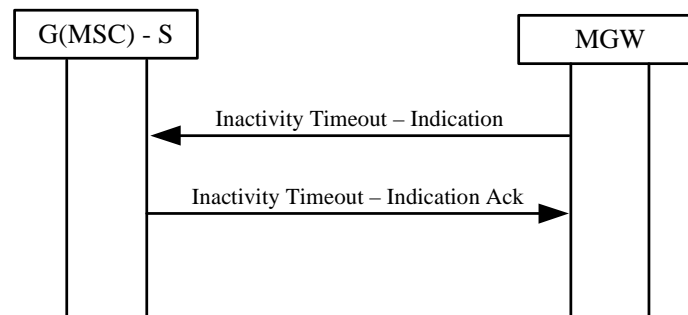 G(MSC) - S
MGW
Inactivity Timeout – Indication
Inactivity Timeout – Indication Ack